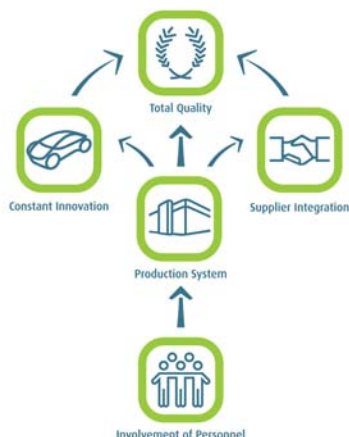 Total Quality
Constant Innovation
Supplier Integration
Production System
Involvement of Personnel